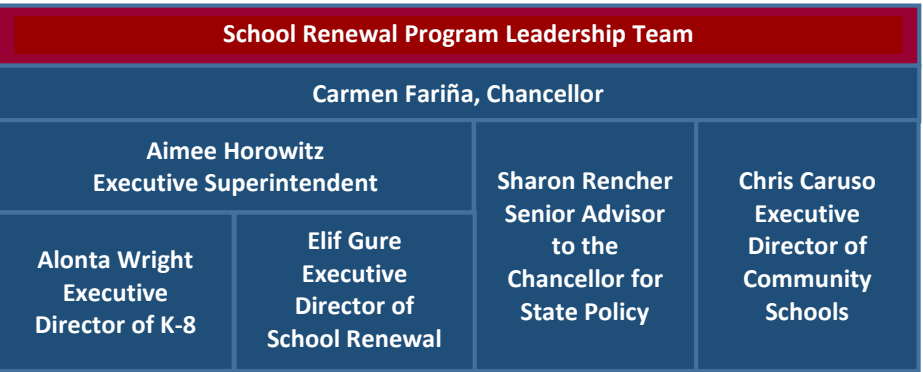 School Renewal Program Leadership Team
Carmen Fariña, Chancellor
Aimee Horowitz
Executive Superintendent
Alonta Wright
Executive
Director of K-8
Elif Gure
Executive
Director of
School Renewal
Sharon Rencher
Senior Advisor
to the
Chancellor for
State Policy
Chris Caruso
Executive
Director of
Community
Schools